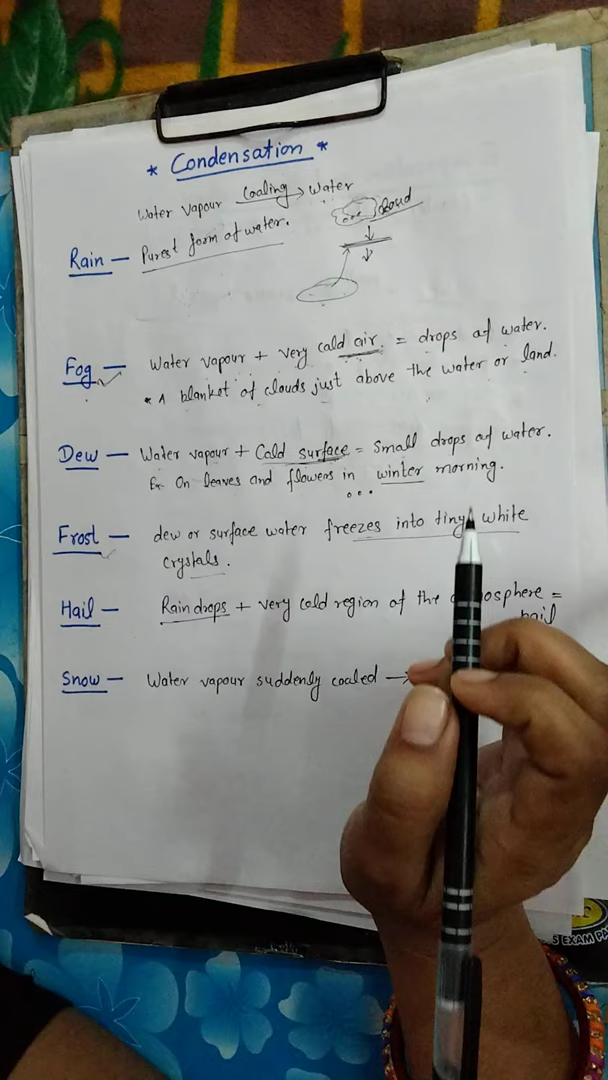 * Condensation *
Water vapour Cooling → Water
Cloud
Rain — Purest form of water.
Fog — Water vapour + very cold air = drops of water.
* A blanket of clouds just above the water or land.
Dew — Water vapour + Cold surface = Small drops of water.
Ex On leaves and flowers in winter morning.
Frost — dew or surface water freezes into tiny white
crystals.
Hail — Rain drops + very cold region of the =
hail
Snow — Water vapour suddenly cooled →
EXAM